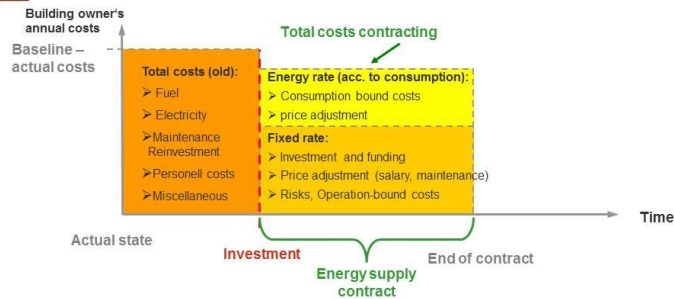 Building owner's
annual costs
Baseline –
actual costs
Total costs contracting
Total costs (old):
➢ Fuel
➢ Electricity
➢ Maintenance
Reinvestment
➢ Personell costs
➢ Miscellaneous
Energy rate (acc. to consumption):
➢ Consumption bound costs
➢ price adjustment
Fixed rate:
➢ Investment and funding
➢ Price adjustment (salary, maintenance)
➢ Risks, Operation-bound costs
Time
Actual state
Investment
End of contract
Energy supply
contract